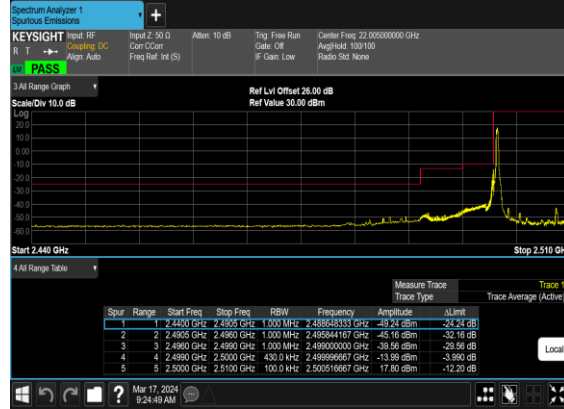 Spectrum Analyzer 1
Spurious Emissions
+
KEYSIGHT Input: RF Input Z: 50 Ω Atten: 10 dB Trig: Free Run Center Freq: 22.005000000 GHz
R T Coupling: DC Corr CCorr Gate: Off Avg|Hold: 100/100
Align: Auto Freq Ref: Int (S) IF Gain: Low Radio Std: None
PASS
3 All Range Graph Ref Lvl Offset 26.00 dB
Scale/Div 10.0 dB Ref Value 30.00 dBm
Log
20.0
10.0
0.00
-10.0
-20.0
-30.0
-40.0
-50.0
-60.0
Start 2.440 GHz Stop 2.510 GH
4 All Range Table
Measure Trace Trace 1
Trace Type Trace Average (Active)
Spur Range Start Freq Stop Freq RBW Frequency Amplitude ΔLimit
1 1 2.4400 GHz 2.4905 GHz 1.000 MHz 2.488648333 GHz -49.24 dBm -24.24 dB
2 2 2.4905 GHz 2.4960 GHz 1.000 MHz 2.495844167 GHz -45.16 dBm -32.16 dB
3 3 2.4960 GHz 2.4990 GHz 1.000 MHz 2.499000000 GHz -39.56 dBm -29.56 dB
4 4 2.4990 GHz 2.5000 GHz 430.0 kHz 2.499996667 GHz -13.99 dBm -3.990 dB
5 5 2.5000 GHz 2.5100 GHz 100.0 kHz 2.500516667 GHz 17.80 dBm -12.20 dB
Local
?
Mar 17, 2024
9:24:49 AM